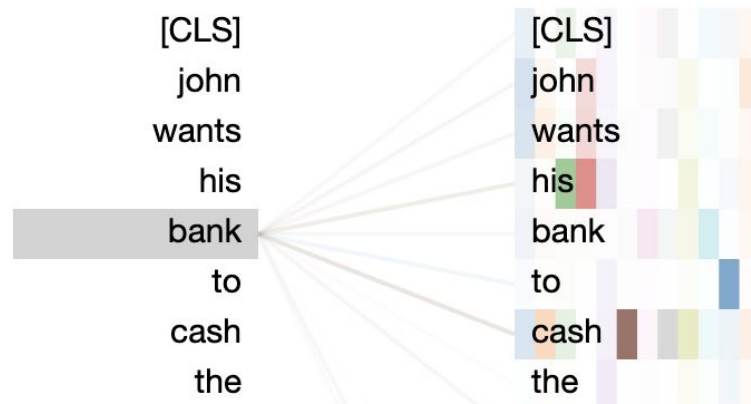 [CLS] [CLS]
john john
wants wants
his his
bank bank
to to
cash cash
the the